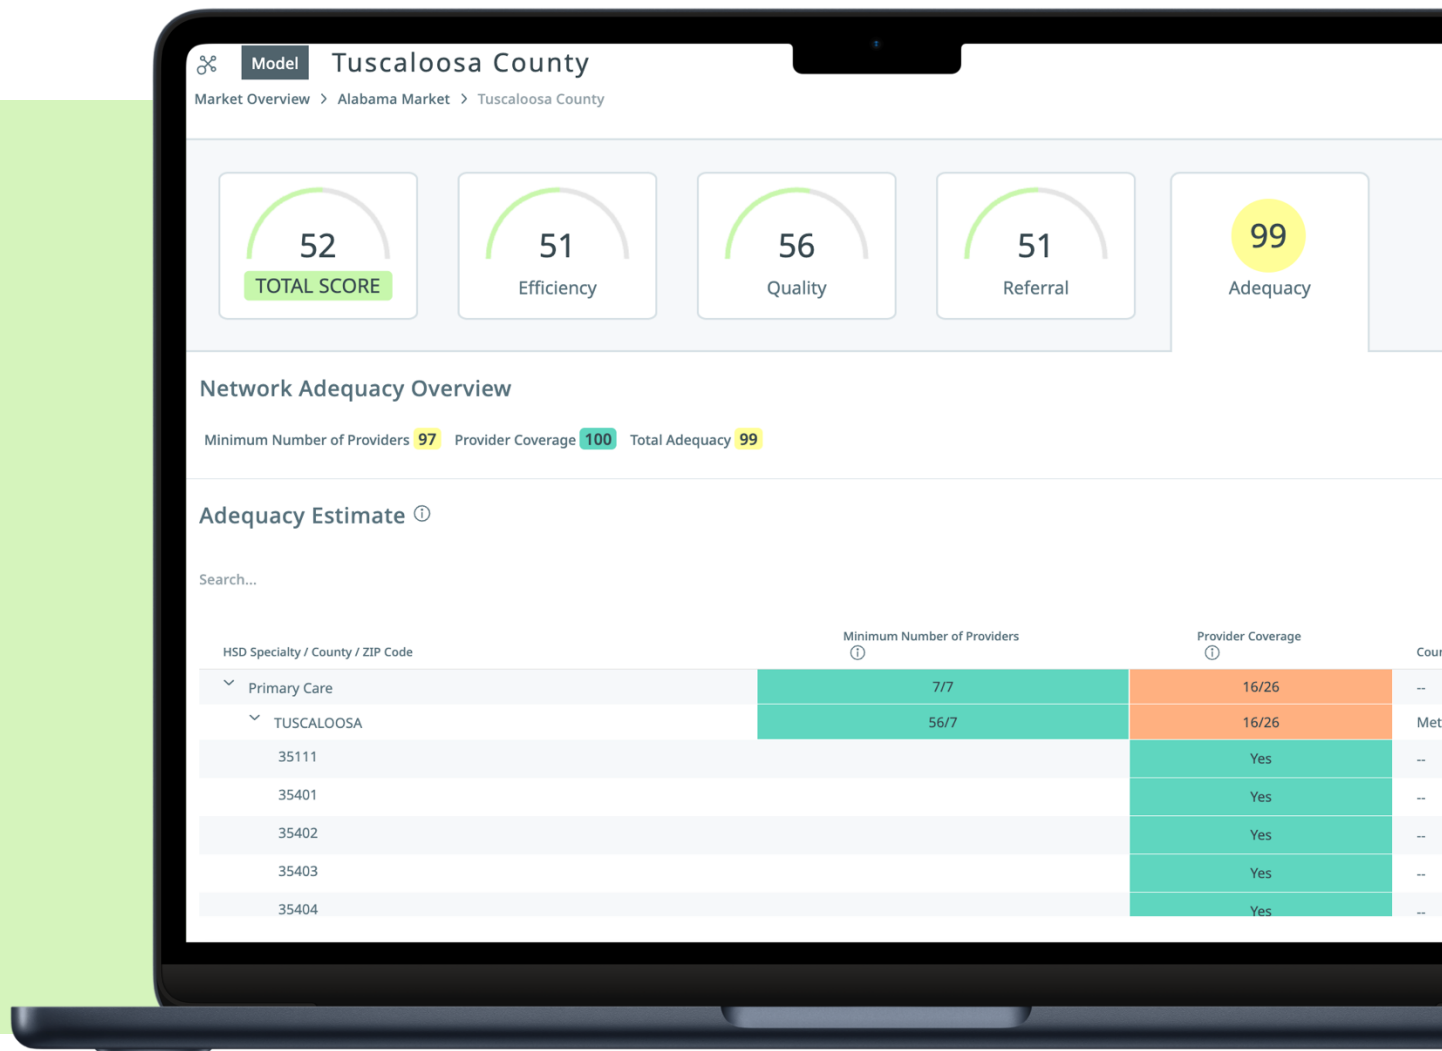 Model Tuscaloosa County
Market Overview > Alabama Market > Tuscaloosa County
52
TOTAL SCORE
51
Efficiency
56
Quality
51
Referral
99
Adequacy
Network Adequacy Overview
Minimum Number of Providers 97 Provider Coverage 100 Total Adequacy 99
Adequacy Estimate
Search...
HSD Specialty / County / ZIP Code Minimum Number of Providers Provider Coverage
Primary Care 7/7 16/26 --
TUSCALOOSA 56/7 16/26 Met
35111 Yes --
35401 Yes --
35402 Yes --
35403 Yes --
35404 Yes --